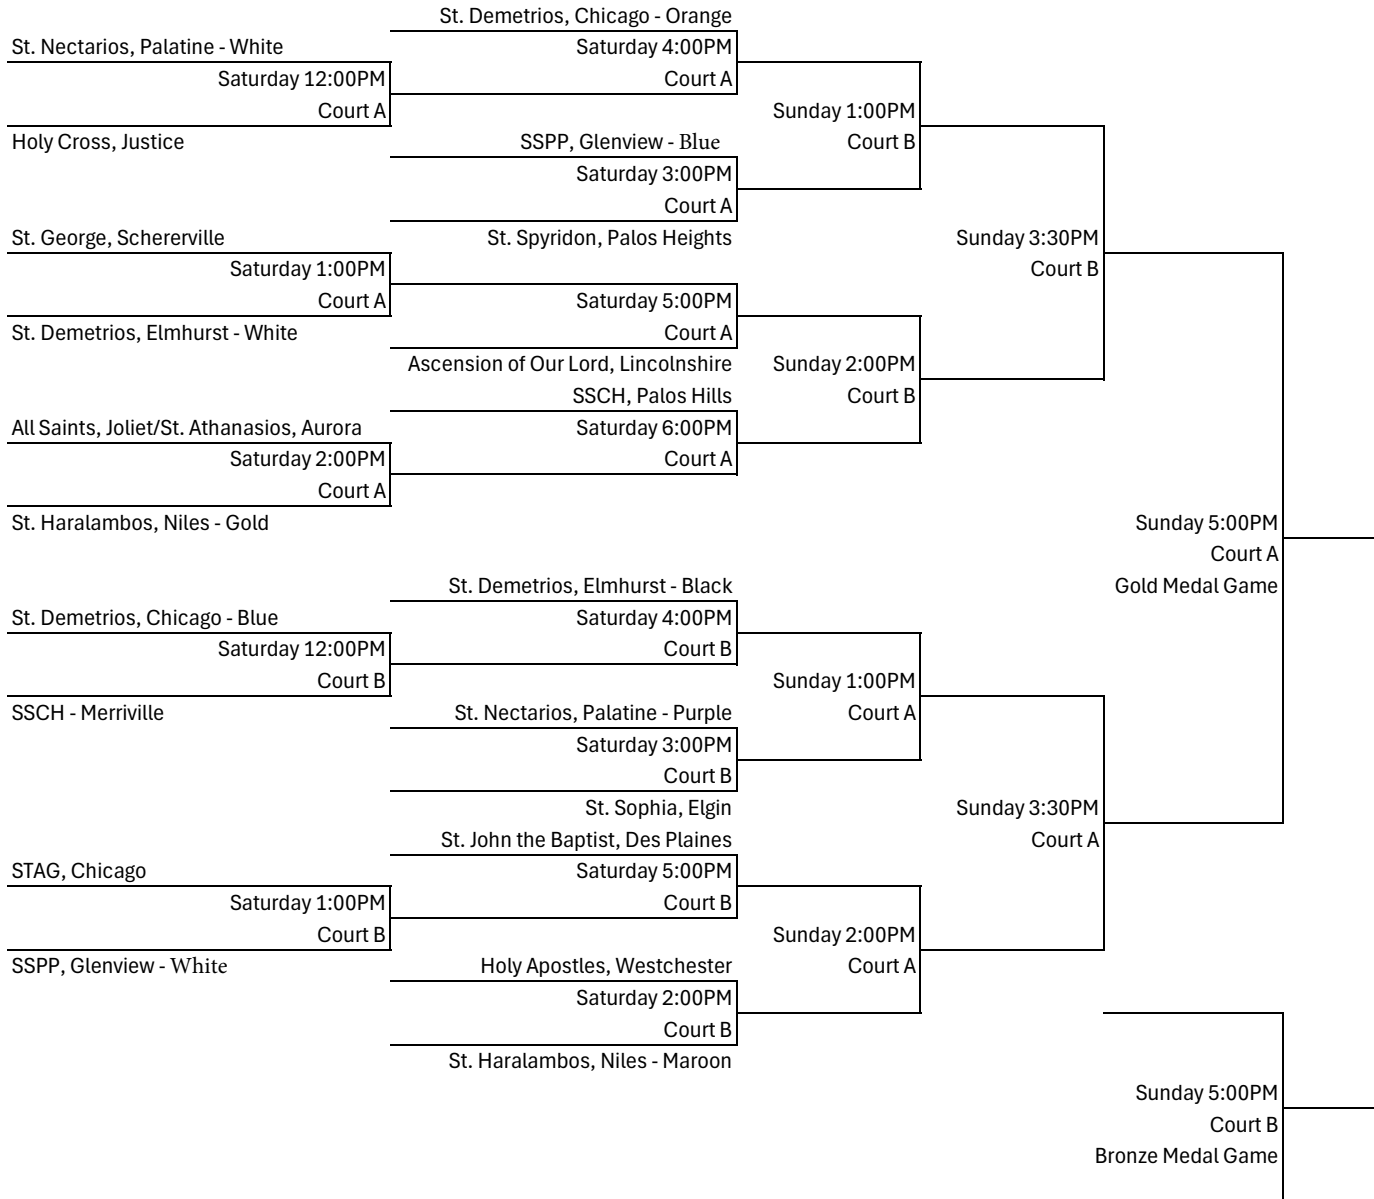 St. Demetrios, Chicago - Orange
St. Nectarios, Palatine - White
Saturday 4:00PM
Saturday 12:00PM
Court A
Court A
Sunday 1:00PM
Holy Cross, Justice
SSPP, Glenview - Blue
Court B
Saturday 3:00PM
Court A
St. George, Schererville
St. Spyridon, Palos Heights
Sunday 3:30PM
Saturday 1:00PM
Court B
Court A
Saturday 5:00PM
St. Demetrios, Elmhurst - White
Court A
Ascension of Our Lord, Lincolnshire
Sunday 2:00PM
SSCH, Palos Hills
Court B
All Saints, Joliet/St. Athanasios, Aurora
Saturday 6:00PM
Saturday 2:00PM
Court A
Court A
St. Haralambos, Niles - Gold
Sunday 5:00PM
Court A
St. Demetrios, Elmhurst - Black
Gold Medal Game
St. Demetrios, Chicago - Blue
Saturday 4:00PM
Saturday 12:00PM
Court B
Court B
Sunday 1:00PM
SSCH - Merriville
St. Nectarios, Palatine - Purple
Court A
Saturday 3:00PM
Court B
St. Sophia, Elgin
Sunday 3:30PM
St. John the Baptist, Des Plaines
Court A
STAG, Chicago
Saturday 5:00PM
Saturday 1:00PM
Court B
Court B
Sunday 2:00PM
SSPP, Glenview - White
Holy Apostles, Westchester
Court A
Saturday 2:00PM
Court B
St. Haralambos, Niles - Maroon
Sunday 5:00PM
Court B
Bronze Medal Game